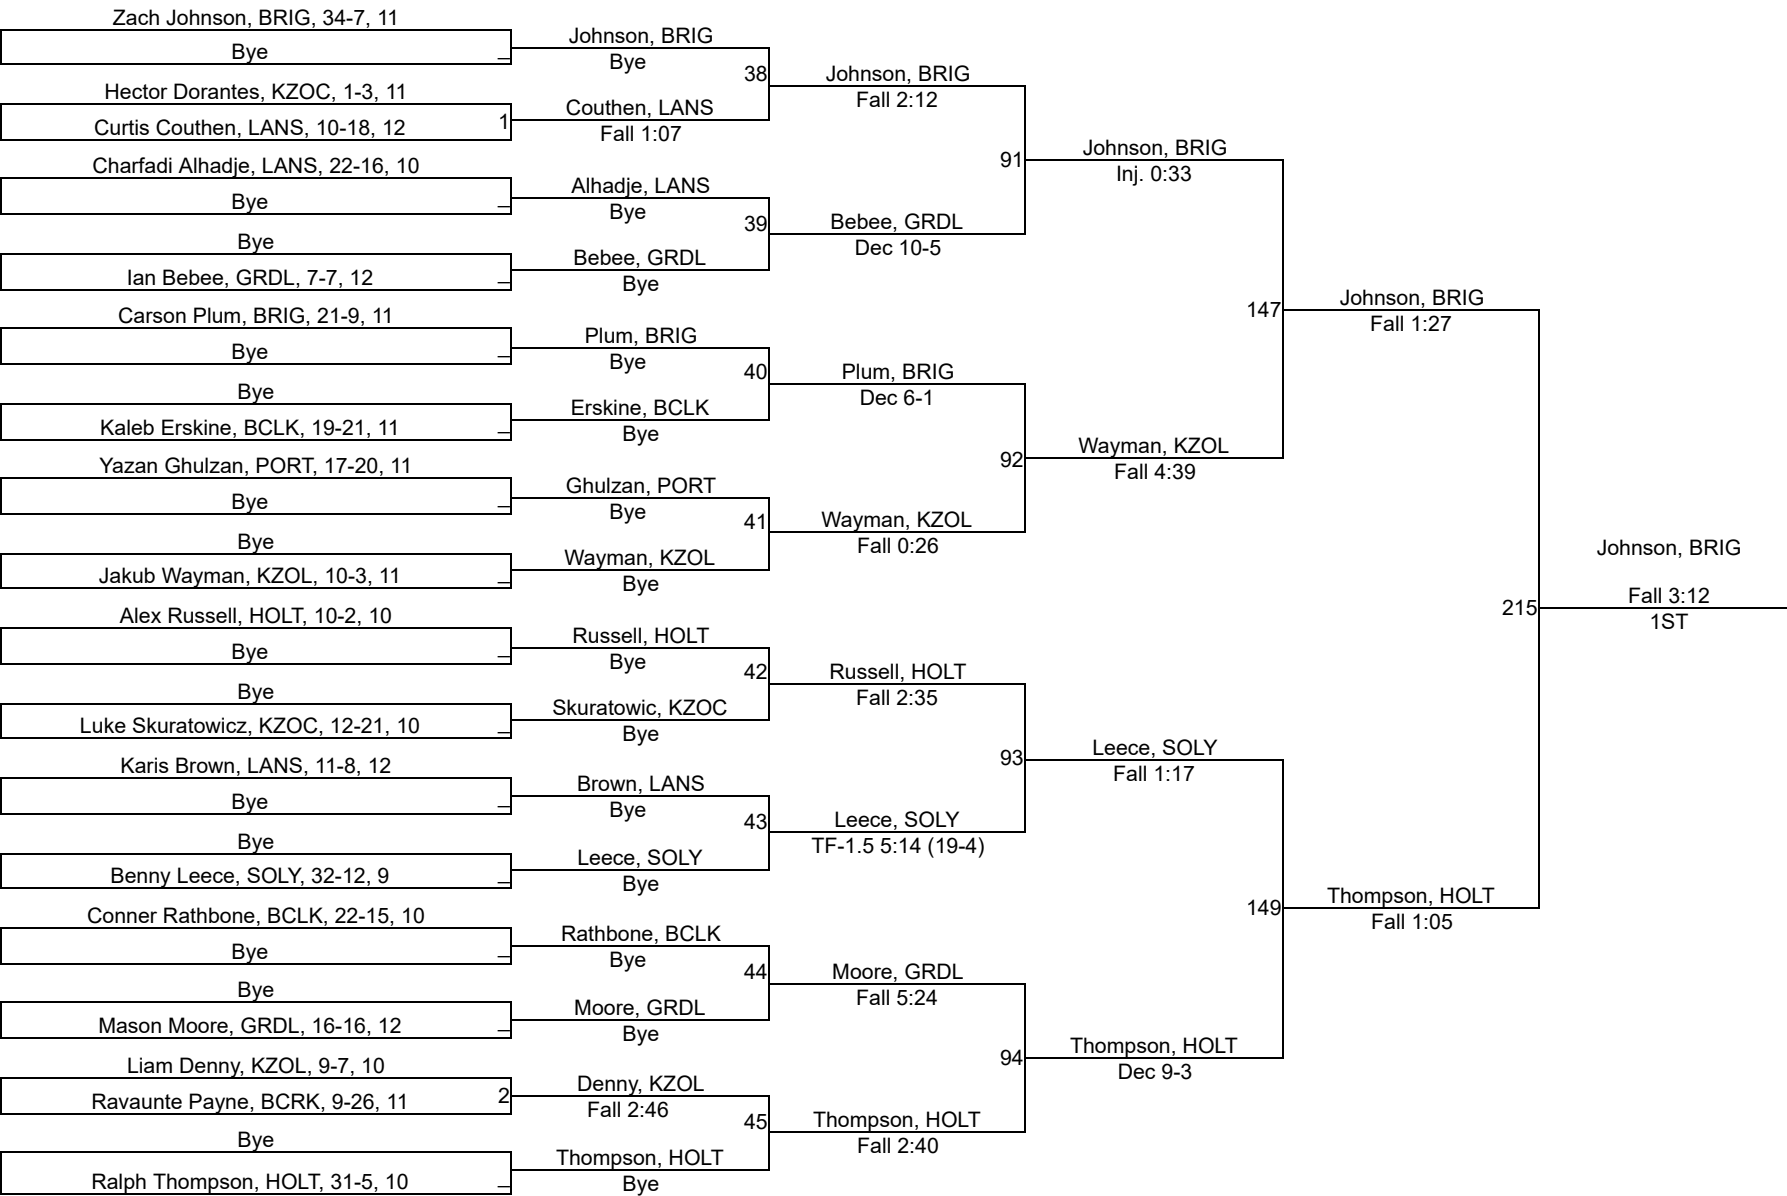 Zach Johnson, BRIG, 34-7, 11
Bye
Hector Dorantes, KZOC, 1-3, 11
1
Curtis Couthen, LANS, 10-18, 12
Charfadi Alhadje, LANS, 22-16, 10
Bye
Bye
Ian Bebee, GRDL, 7-7, 12
Carson Plum, BRIG, 21-9, 11
Bye
Bye
Kaleb Erskine, BCLK, 19-21, 11
Yazan Ghulzan, PORT, 17-20, 11
Bye
Bye
Jakub Wayman, KZOL, 10-3, 11
Alex Russell, HOLT, 10-2, 10
Bye
Bye
Luke Skuratowicz, KZOC, 12-21, 10
Karis Brown, LANS, 11-8, 12
Bye
Bye
Benny Leece, SOLY, 32-12, 9
Conner Rathbone, BCLK, 22-15, 10
Bye
Bye
Mason Moore, GRDL, 16-16, 12
Liam Denny, KZOL, 9-7, 10
2
Ravaunte Payne, BCRK, 9-26, 11
Bye
Ralph Thompson, HOLT, 31-5, 10
Johnson, BRIG
Bye
38
Couthen, LANS
Fall 1:07
Alhadje, LANS
Bye
39
Bebee, GRDL
Bye
Plum, BRIG
Bye
40
Erskine, BCLK
Bye
Ghulzan, PORT
Bye
41
Wayman, KZOL
Bye
Russell, HOLT
Bye
42
Skuratowic, KZOC
Bye
Brown, LANS
Bye
43
Leece, SOLY
Bye
Rathbone, BCLK
Bye
44
Moore, GRDL
Bye
Denny, KZOL
Fall 2:46
45
Thompson, HOLT
Bye
Johnson, BRIG
Fall 2:12
91
Bebee, GRDL
Dec 10-5
Plum, BRIG
Dec 6-1
92
Wayman, KZOL
Fall 0:26
Russell, HOLT
Fall 2:35
93
Leece, SOLY
TF-1.5 5:14 (19-4)
Moore, GRDL
Fall 5:24
94
Thompson, HOLT
Fall 2:40
Johnson, BRIG
Inj. 0:33
147
Wayman, KZOL
Fall 4:39
Leece, SOLY
Fall 1:17
149
Thompson, HOLT
Dec 9-3
Johnson, BRIG
Fall 1:27
215
Thompson, HOLT
Fall 1:05
Johnson, BRIG
Fall 3:12
1ST